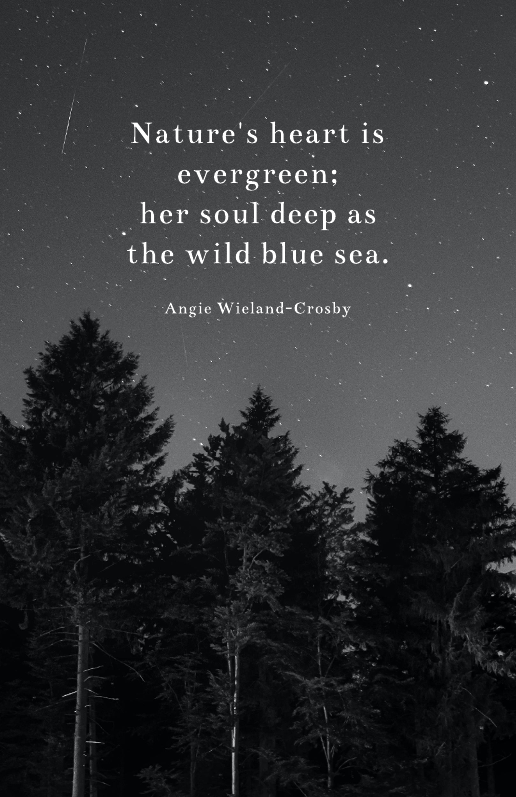 Nature's heart is
evergreen;
her soul deep as
the wild blue sea.
Angie Wieland-Crosby